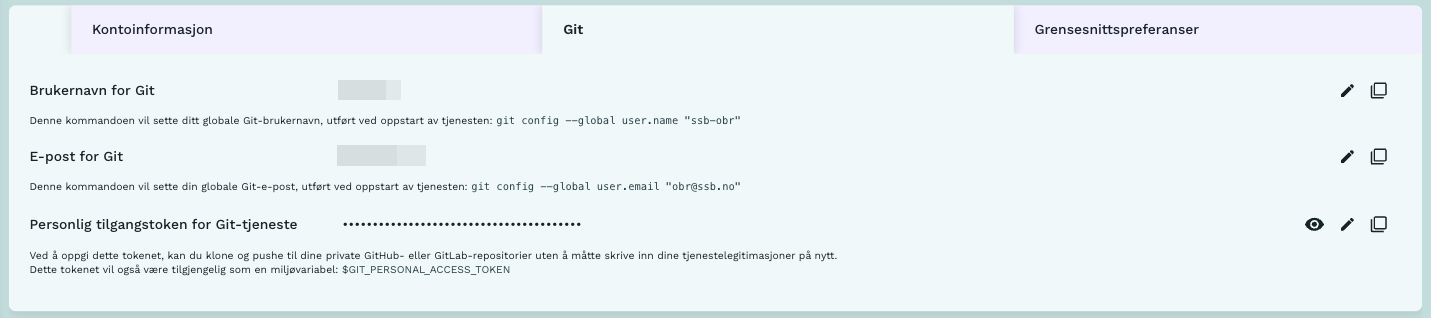 Kontoinformasjon
Git
Grensesnittspreferanser
Brukernavn for Git
Denne kommandoen vil sette ditt globale Git-brukernavn, utført ved oppstart av tjenesten: git config --global user.name "ssb-obr"
E-post for Git
Denne kommandoen vil sette din globale Git-e-post, utført ved oppstart av tjenesten: git config --global user.email "obr@ssb.no"
Personlig tilgangstoken for Git-tjeneste ••••••••••••••••••••••••••••••••••••••••
Ved å oppgi dette tokenet, kan du klone og pushe til dine private GitHub- eller GitLab-repositorier uten å måtte skrive inn dine tjenestelegitimasjoner på nytt.
Dette tokenet vil også være tilgjengelig som en miljøvariabel: $GIT_PERSONAL_ACCESS_TOKEN